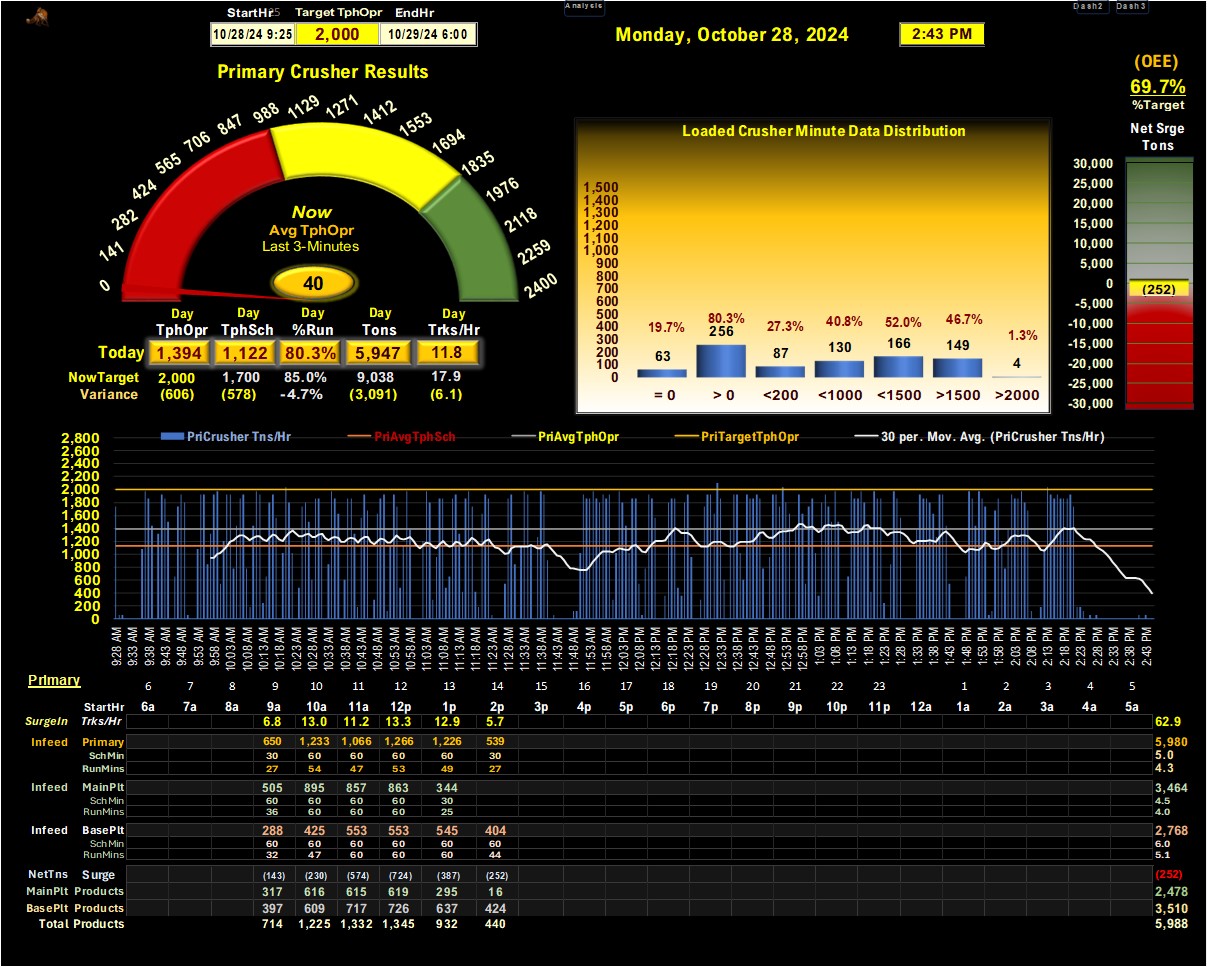 Analysis
Dash2 Dash3
StartHr Target TphOpr EndHr
10/28/24 9:25 2,000 10/29/24 6:00
Monday, October 28, 2024
2:43 PM
(OEE)
69.7%
%Target
Primary Crusher Results
0 141 282 424 565 706 847 988 1129 1271 1412 1553 1694 1835 1976 2118 2259 2400
Now
Avg TphOpr
Last 3-Minutes
40
Day Day Day Day Day
TphOpr TphSch %Run Tons Trks/Hr
Today 1,394 1,122 80.3% 5,947 11.8
NowTarget 2,000 1,700 85.0% 9,038 17.9
Variance (606) (578) -4.7% (3,091) (6.1)
Loaded Crusher Minute Data Distribution
1,500
1,400
1,300
1,200
1,100
1,000
900
800
700
600
500
400
300
200
100
0
19.7% 80.3% 27.3% 40.8% 52.0% 46.7% 1.3%
63 256 87 130 166 149 4
= 0 > 0 <200 <1000 <1500 >1500 >2000
Net Srge
Tons
30,000
25,000
20,000
15,000
10,000
5,000
0
-5,000
-10,000
-15,000
-20,000
-25,000
-30,000
(252)
PriCrusher Tns/Hr PriAvgTphSch PriAvgTphOpr PriTargetTphOpr 30 per. Mov. Avg. (PriCrusher Tns/Hr)
2,800
2,600
2,400
2,200
2,000
1,800
1,600
1,400
1,200
1,000
800
600
400
200
0
9:28 AM 9:33 AM 9:38 AM 9:43 AM 9:48 AM 9:53 AM 9:58 AM 10:03 AM 10:08 AM 10:13 AM 10:18 AM 10:23 AM 10:28 AM 10:33 AM 10:38 AM 10:43 AM 10:48 AM 10:53 AM 10:58 AM 11:03 AM 11:08 AM 11:13 AM 11:18 AM 11:23 AM 11:28 AM 11:33 AM 11:38 AM 11:43 AM 11:48 AM 11:53 AM 11:58 AM 12:03 PM 12:08 PM 12:13 PM 12:18 PM 12:23 PM 12:28 PM 12:33 PM 12:38 PM 12:43 PM 12:48 PM 12:53 PM 12:58 PM 1:03 PM 1:08 PM 1:13 PM 1:18 PM 1:23 PM 1:28 PM 1:33 PM 1:38 PM 1:43 PM 1:48 PM 1:53 PM 1:58 PM 2:03 PM 2:08 PM 2:13 PM 2:18 PM 2:23 PM 2:28 PM 2:33 PM 2:38 PM 2:43 PM
Primary 6 7 8 9 10 11 12 13 14 15 16 17 18 19 20 21 22 23 1 2 3 4 5
StartHr 6a 7a 8a 9a 10a 11a 12p 1p 2p 3p 4p 5p 6p 7p 8p 9p 10p 11p 12a 1a 2a 3a 4a 5a
SurgeIn Trks/Hr 6.8 13.0 11.2 13.3 12.9 5.7 62.9
Infeed Primary 650 1,233 1,066 1,266 1,226 539 5,980
SchMin 30 60 60 60 60 30 5.0
RunMins 27 54 47 53 49 27 4.3
Infeed MainPlt 505 895 857 863 344 3,464
SchMin 60 60 60 60 30 4.5
RunMins 36 60 60 60 25 4.0
Infeed BasePlt 288 425 553 553 545 404 2,768
SchMin 60 60 60 60 60 60 6.0
RunMins 32 47 60 60 60 44 5.1
NetTns Surge (143) (230) (574) (724) (387) (252) (252)
MainPlt Products 317 616 615 619 295 16 2,478
BasePlt Products 397 609 717 726 637 424 3,510
Total Products 714 1,225 1,332 1,345 932 440 5,988